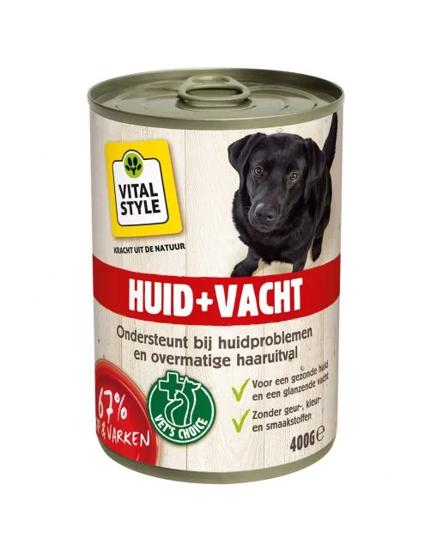 VITAL
STYLE
KRACHT UIT DE NATUUR
HUID+VACHT
Ondersteunt bij huidproblemen
en overmatige haaruitval
67%
& VARKEN
VET'S CHOICE
Voor een gezonde huid
en een glanzende vacht
Zonder geur-, kleur-
en smaakstoffen
400G℮